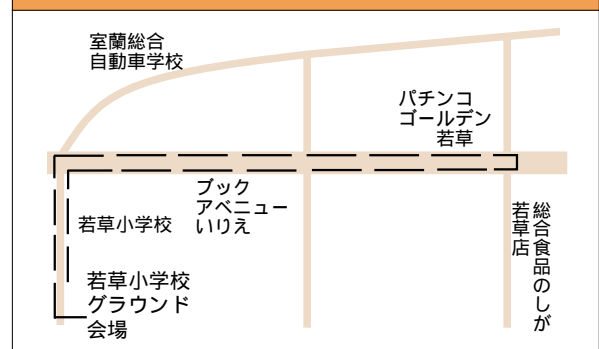 室蘭総合
自動車学校
パチンコ
ゴールデン
若草
ブック
アベニュー
いりえ
若草小学校
総合食品のしが
若草店
若草小学校
グラウンド
会場